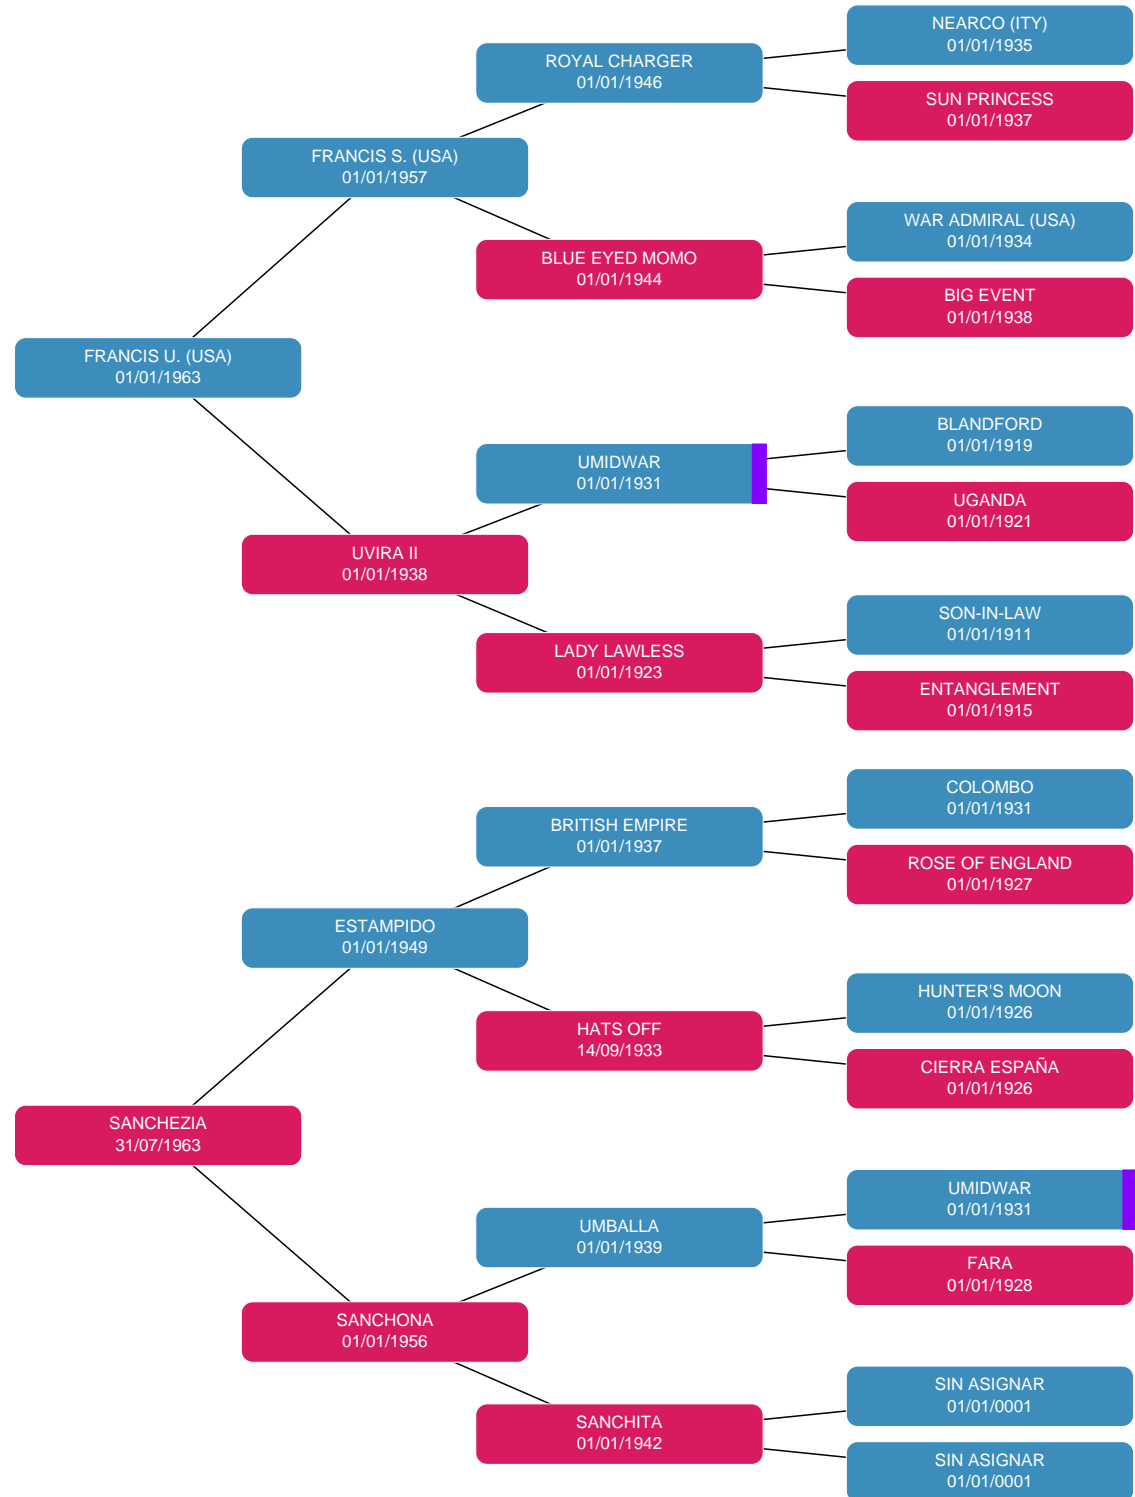 NEARCO (ITY)
01/01/1935
ROYAL CHARGER
01/01/1946
SUN PRINCESS
01/01/1937
FRANCIS S. (USA)
01/01/1957
WAR ADMIRAL (USA)
01/01/1934
BLUE EYED MOMO
01/01/1944
BIG EVENT
01/01/1938
FRANCIS U. (USA)
01/01/1963
BLANDFORD
01/01/1919
UMIDWAR
01/01/1931
UGANDA
01/01/1921
UVIRA II
01/01/1938
SON-IN-LAW
01/01/1911
LADY LAWLESS
01/01/1923
ENTANGLEMENT
01/01/1915
COLOMBO
01/01/1931
BRITISH EMPIRE
01/01/1937
ROSE OF ENGLAND
01/01/1927
ESTAMPIDO
01/01/1949
HUNTER'S MOON
01/01/1926
HATS OFF
14/09/1933
CIERRA ESPAÑA
01/01/1926
SANCHEZIA
31/07/1963
UMIDWAR
01/01/1931
UMBALLA
01/01/1939
FARA
01/01/1928
SANCHONA
01/01/1956
SIN ASIGNAR
01/01/0001
SANCHITA
01/01/1942
SIN ASIGNAR
01/01/0001